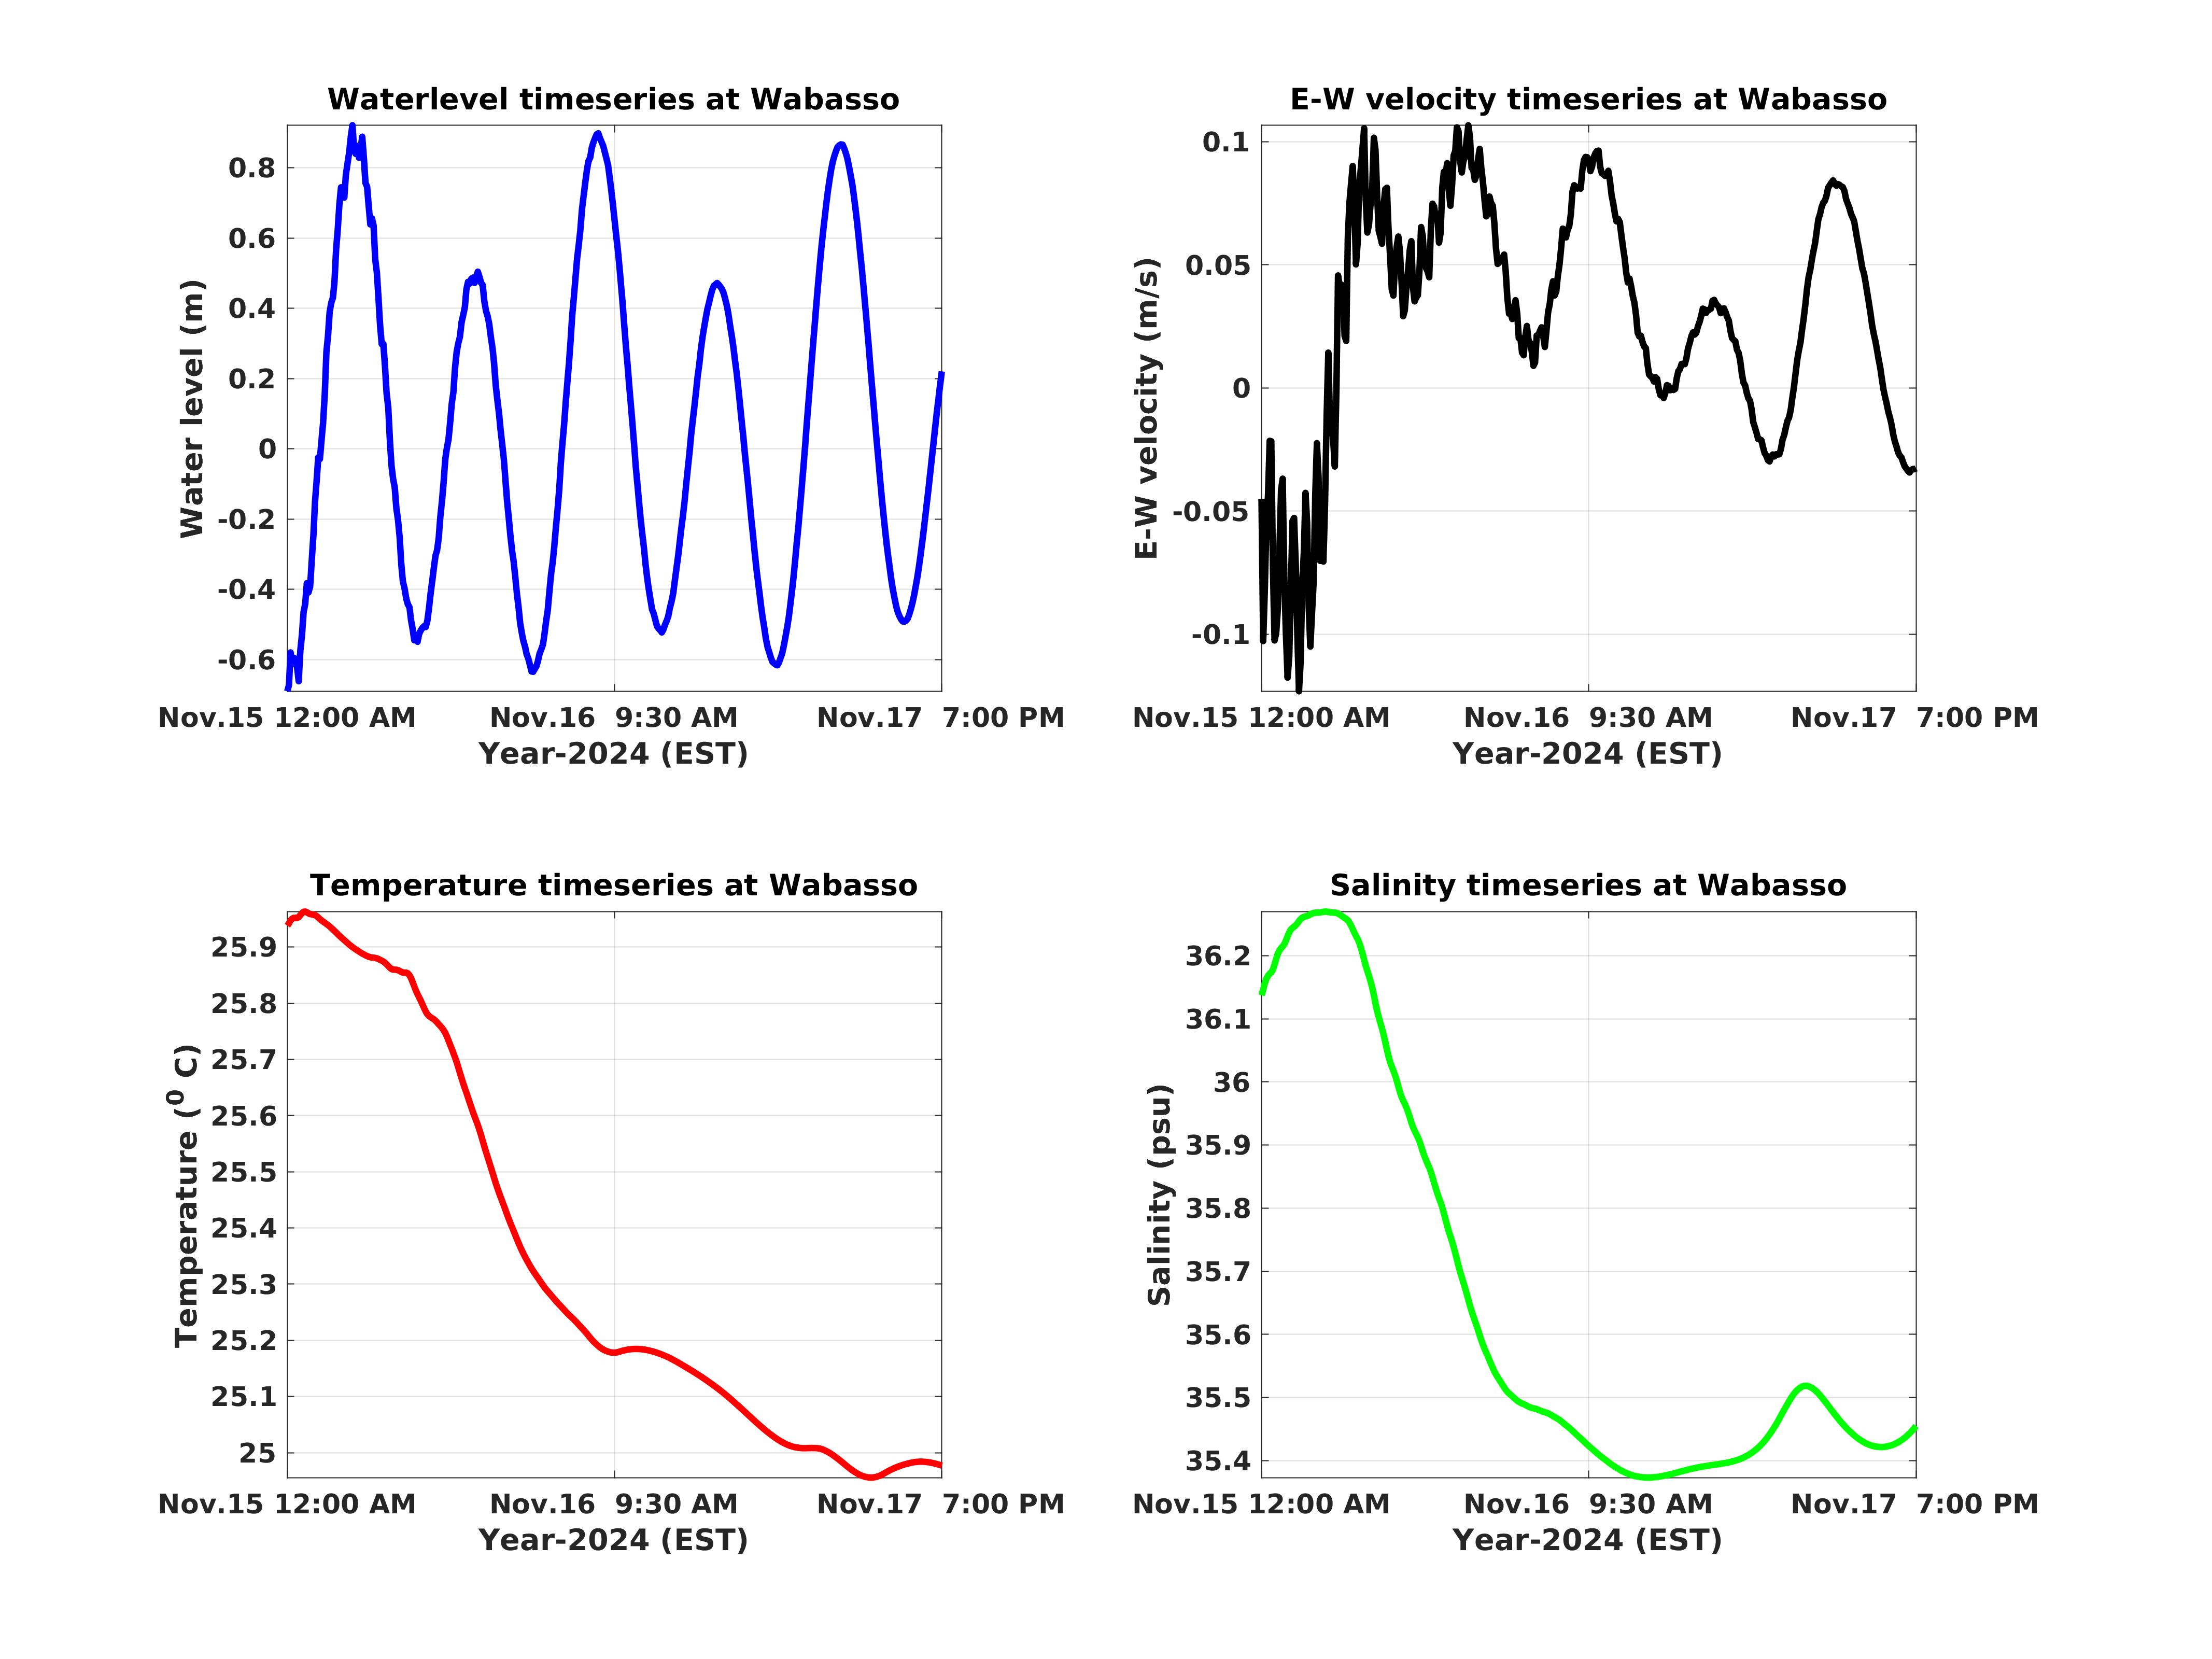 Waterlevel timeseries at Wabasso
0.8
0.6
0.4
0.2
0
-0.2
-0.4
-0.6
Water level (m)
Nov.15 12:00 AM Nov.16 9:30 AM Nov.17 7:00 PM
Year-2024 (EST)
E-W velocity timeseries at Wabasso
0.1
0.05
0
-0.05
-0.1
E-W velocity (m/s)
Nov.15 12:00 AM Nov.16 9:30 AM Nov.17 7:00 PM
Year-2024 (EST)
Temperature timeseries at Wabasso
25.9
25.8
25.7
25.6
25.5
25.4
25.3
25.2
25.1
25
Temperature (⁰ C)
Nov.15 12:00 AM Nov.16 9:30 AM Nov.17 7:00 PM
Year-2024 (EST)
Salinity timeseries at Wabasso
36.2
36.1
36
35.9
35.8
35.7
35.6
35.5
35.4
Salinity (psu)
Nov.15 12:00 AM Nov.16 9:30 AM Nov.17 7:00 PM
Year-2024 (EST)